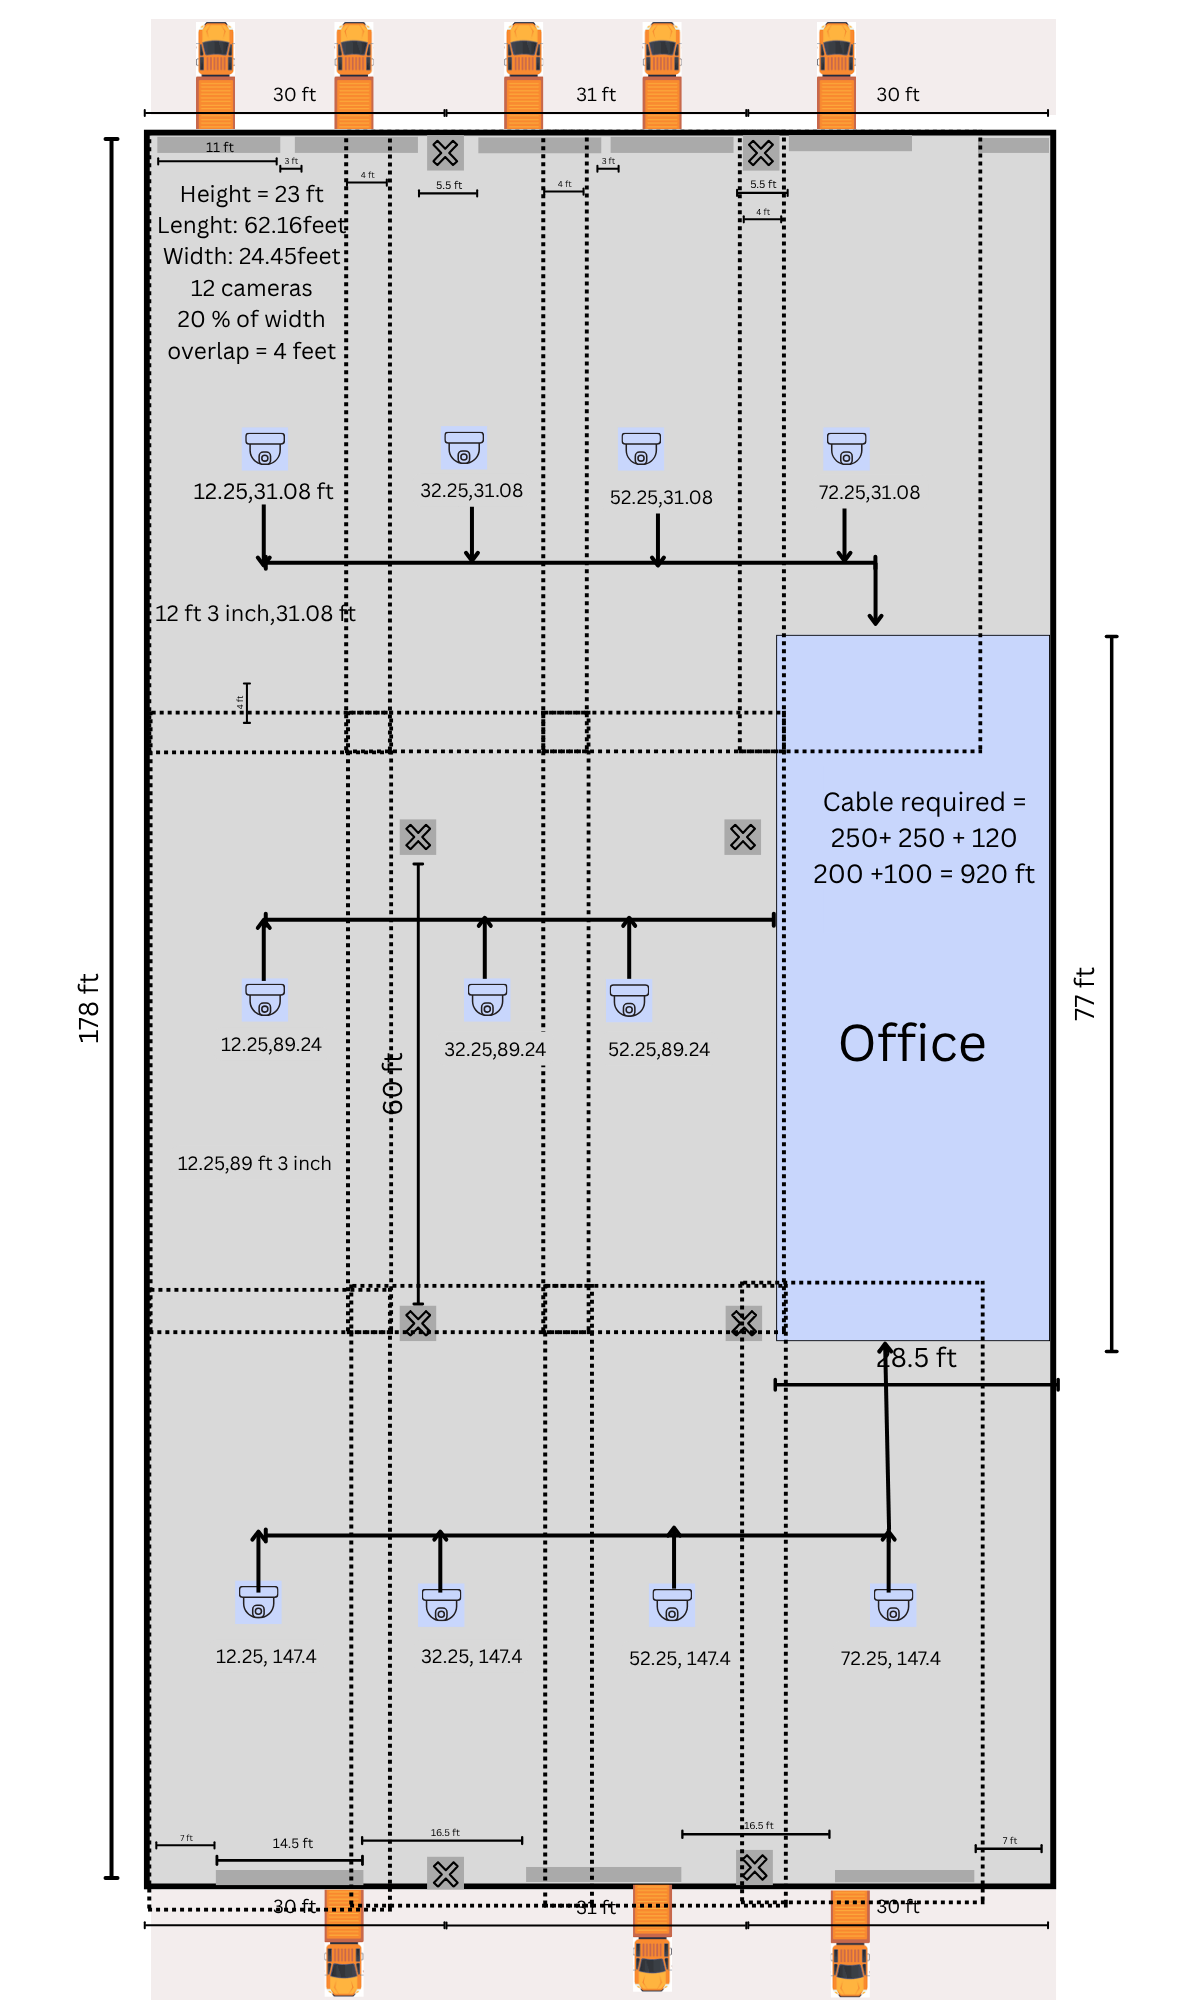 30 ft
31 ft
30 ft
11 ft
3 ft
4 ft
5.5 ft
4 ft
3 ft
5.5 ft
4 ft
Height = 23 ft
Lenght: 62.16feet
Width: 24.45feet
12 cameras
20 % of width
overlap = 4 feet
12.25,31.08 ft
32.25,31.08
52.25,31.08
72.25,31.08
12 ft 3 inch,31.08 ft
4 ft
Cable required =
250+ 250 + 120
200 +100 = 920 ft
178 ft
77 ft
Office
12.25,89.24
32.25,89.24
52.25,89.24
60 ft
12.25,89 ft 3 inch
28.5 ft
12.25, 147.4
32.25, 147.4
52.25, 147.4
72.25, 147.4
7 ft
14.5 ft
16.5 ft
16.5 ft
7 ft
30 ft
31 ft
30 ft